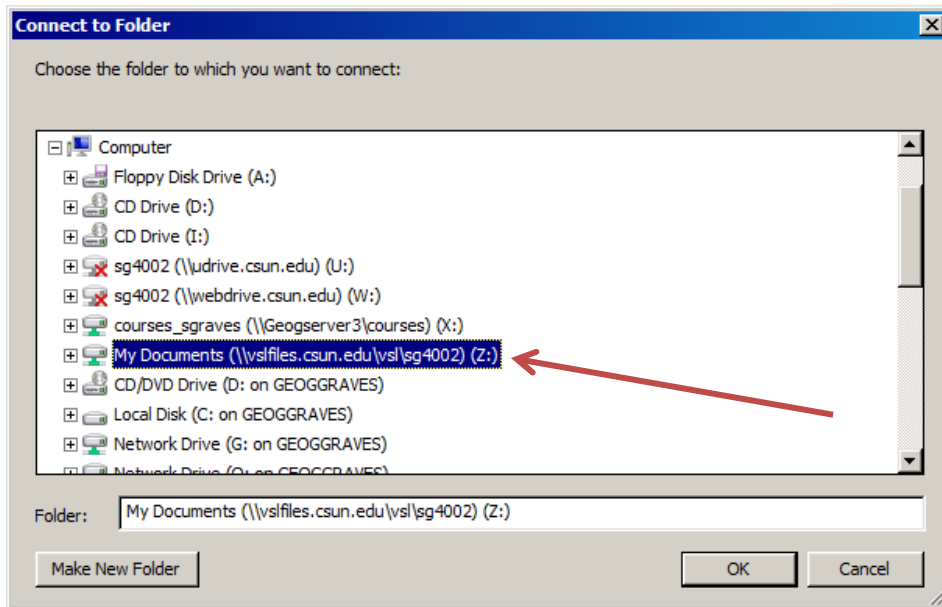 Connect to Folder
Choose the folder to which you want to connect:
Computer
Floppy Disk Drive (A:)
CD Drive (D:)
CD Drive (I:)
sg4002 (\\udrive.csun.edu) (U:)
sg4002 (\\webdrive.csun.edu) (W:)
courses_sgraves (\\Geogserver3\courses) (X:)
My Documents (\\vslfiles.csun.edu\vsl\sg4002) (Z:)
CD/DVD Drive (D: on GEOGGRAVES)
Local Disk (C: on GEOGGRAVES)
Network Drive (G: on GEOGGRAVES)
Network Drive
Folder: My Documents (\\vslfiles.csun.edu\vsl\sg4002) (Z:)
Make New Folder OK Cancel